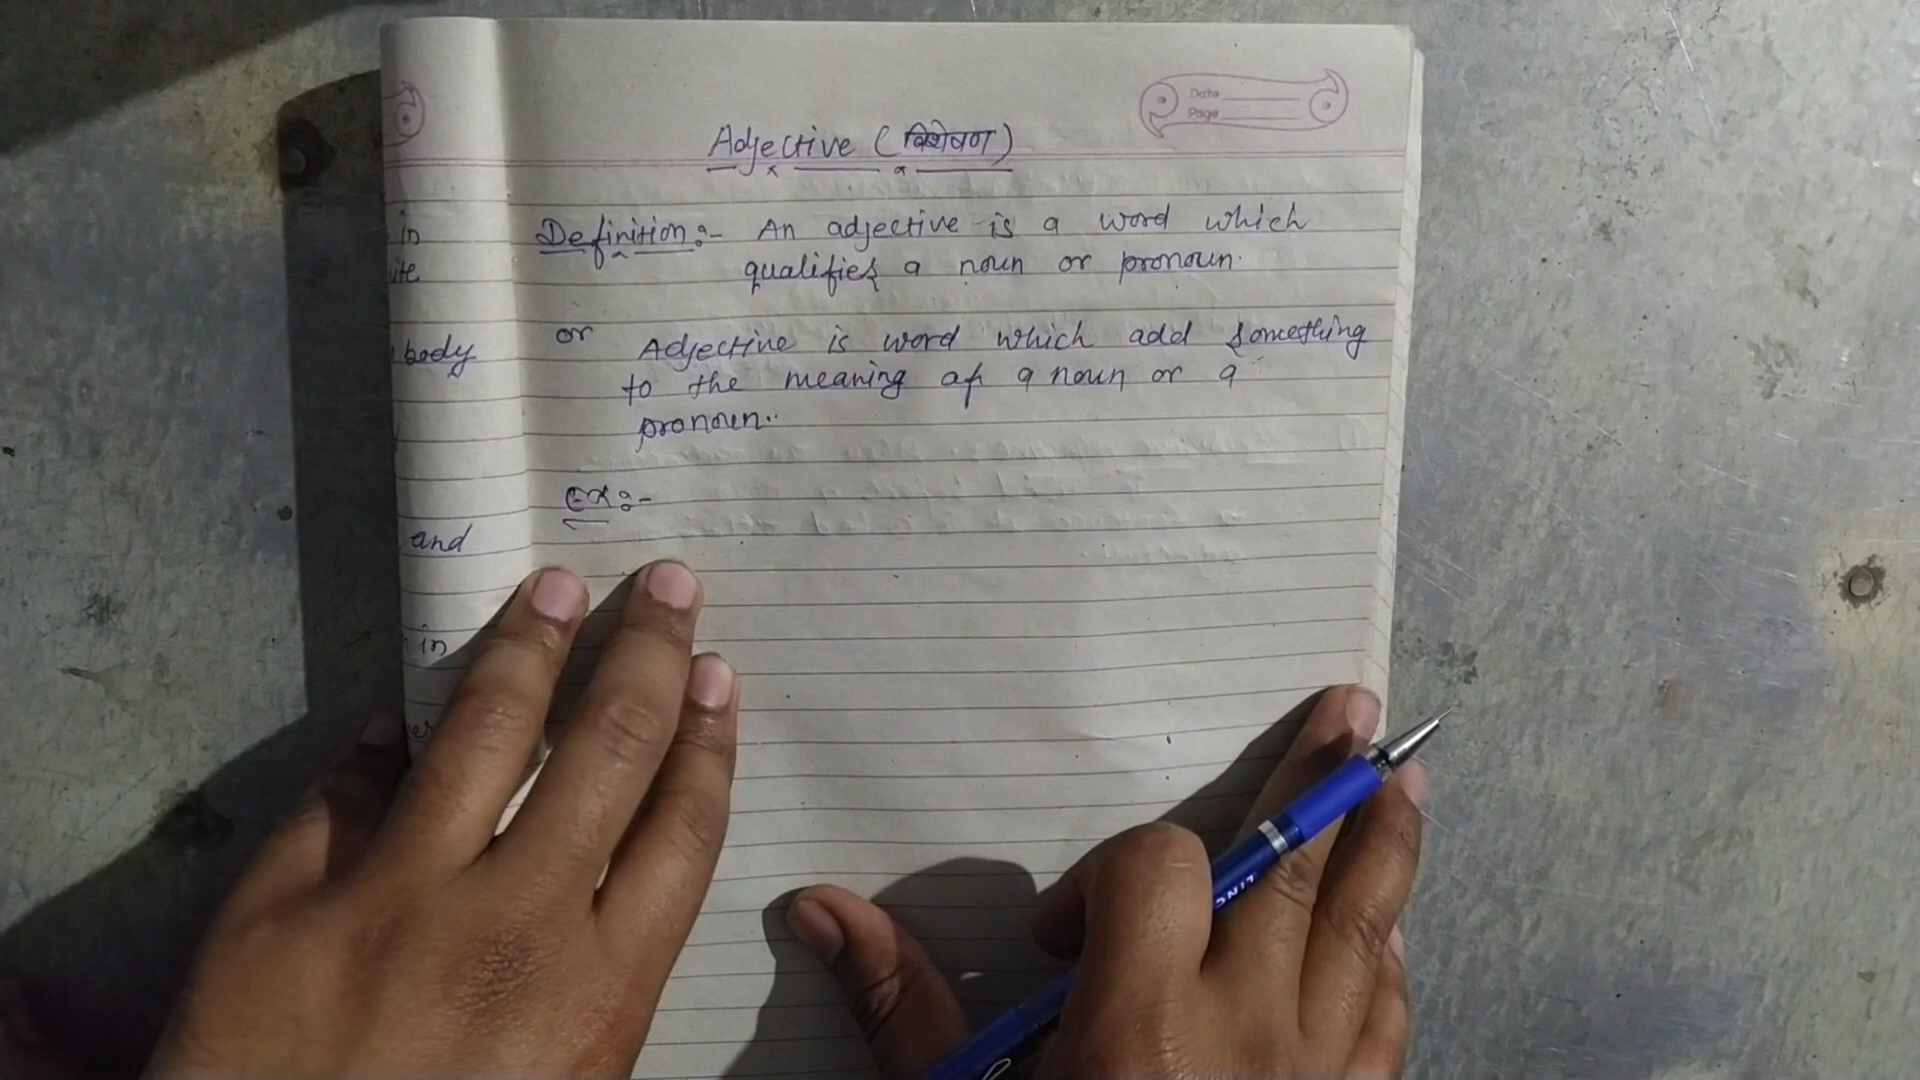 Date
Page
Adjective (विशेषण)
Definition:- An adjective is a word which
qualifies a noun or pronoun.
or Adjective is word which add something
to the meaning of a noun or a
pronoun..
Ex:-
in
body
and
in